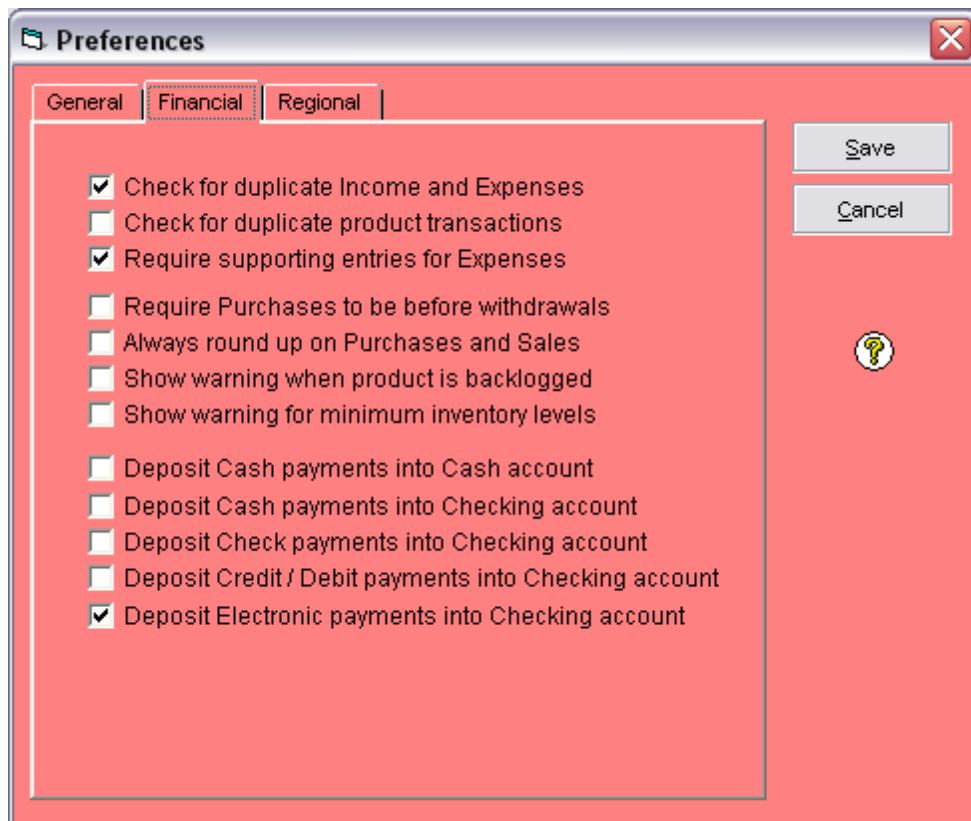 Preferences
General Financial Regional
Save
Cancel
Check for duplicate Income and Expenses
Check for duplicate product transactions
Require supporting entries for Expenses
Require Purchases to be before withdrawals
Always round up on Purchases and Sales
Show warning when product is backlogged
Show warning for minimum inventory levels
Deposit Cash payments into Cash account
Deposit Cash payments into Checking account
Deposit Check payments into Checking account
Deposit Credit / Debit payments into Checking account
Deposit Electronic payments into Checking account
?